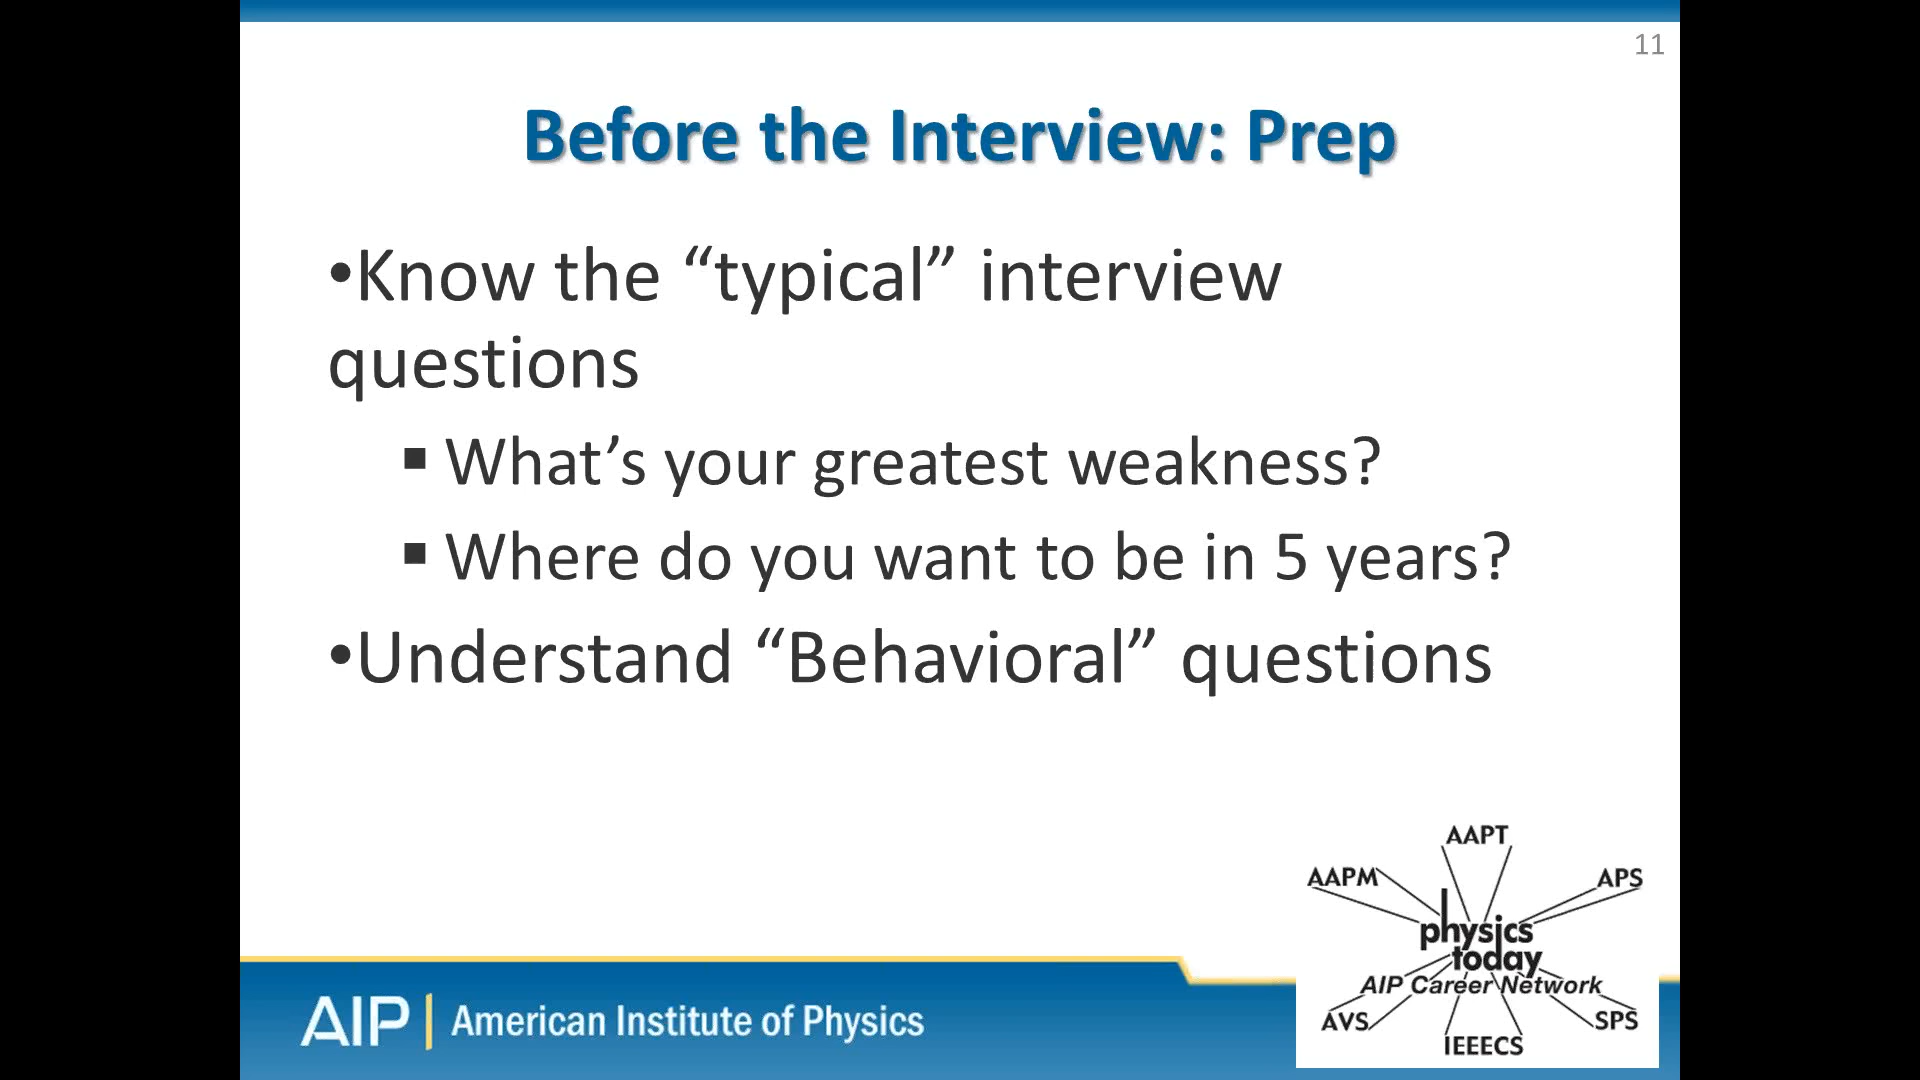 11
Before the Interview: Prep
•Know the “typical” interview
questions
▪ What’s your greatest weakness?
▪ Where do you want to be in 5 years?
•Understand “Behavioral” questions
AAPT
AAPM
APS
physics
today
AIP Career Network
AVS
SPS
IEEECS
AIP | American Institute of Physics